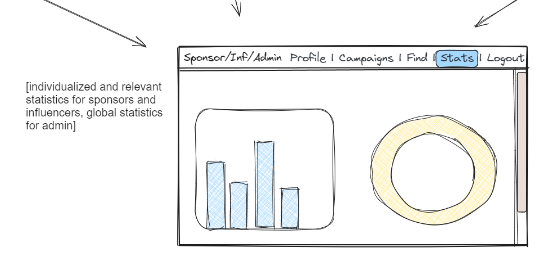 Sponsor/Inf/Admin Profile | Campaigns | Find | Stats | Logout
[individualized and relevant
statistics for sponsors and
influencers, global statistics
for admin]